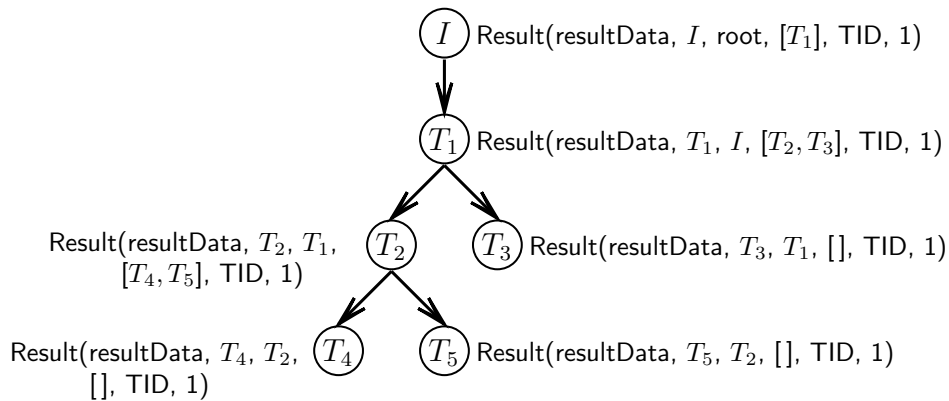 I Result(resultData, I, root, [T₁], TID, 1)
T₁ Result(resultData, T₁, I, [T₂, T₃], TID, 1)
Result(resultData, T₂, T₁,
[T₄, T₅], TID, 1)
T₂
T₃ Result(resultData, T₃, T₁, [], TID, 1)
Result(resultData, T₄, T₂,
[], TID, 1)
T₄
T₅ Result(resultData, T₅, T₂, [], TID, 1)